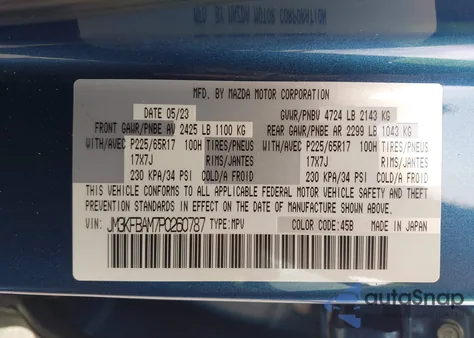 MFD. BY MAZDA MOTOR CORPORATION
DATE 05/23 GVWR/PNBV 4724 LB 2143 KG
FRONT GAWR/PNBE AV 2425 LB 1100 KG REAR GAWR/PNBE AR 2299 LB 1043 KG
WITH/AVEC P225/65R17 100H TIRES/PNEUS WITH/AVEC P225/65R17 100H TIRES/PNEUS
17X7J RIMS/JANTES 17X7J RIMS/JANTES
230 KPA/34 PSI COLD/A FROID 230 KPA/34 PSI COLD/A FROID
THIS VEHICLE CONFORMS TO ALL APPLICABLE FEDERAL MOTOR VEHICLE SAFETY AND THEFT
PREVENTION STANDARDS IN EFFECT ON THE DATE OF MANUFACTURE SHOWN ABOVE.
VIN: JM3KFBAM7P0250787 TYPE:MPV COLOR CODE:45B MADE IN JAPAN
autoSnap